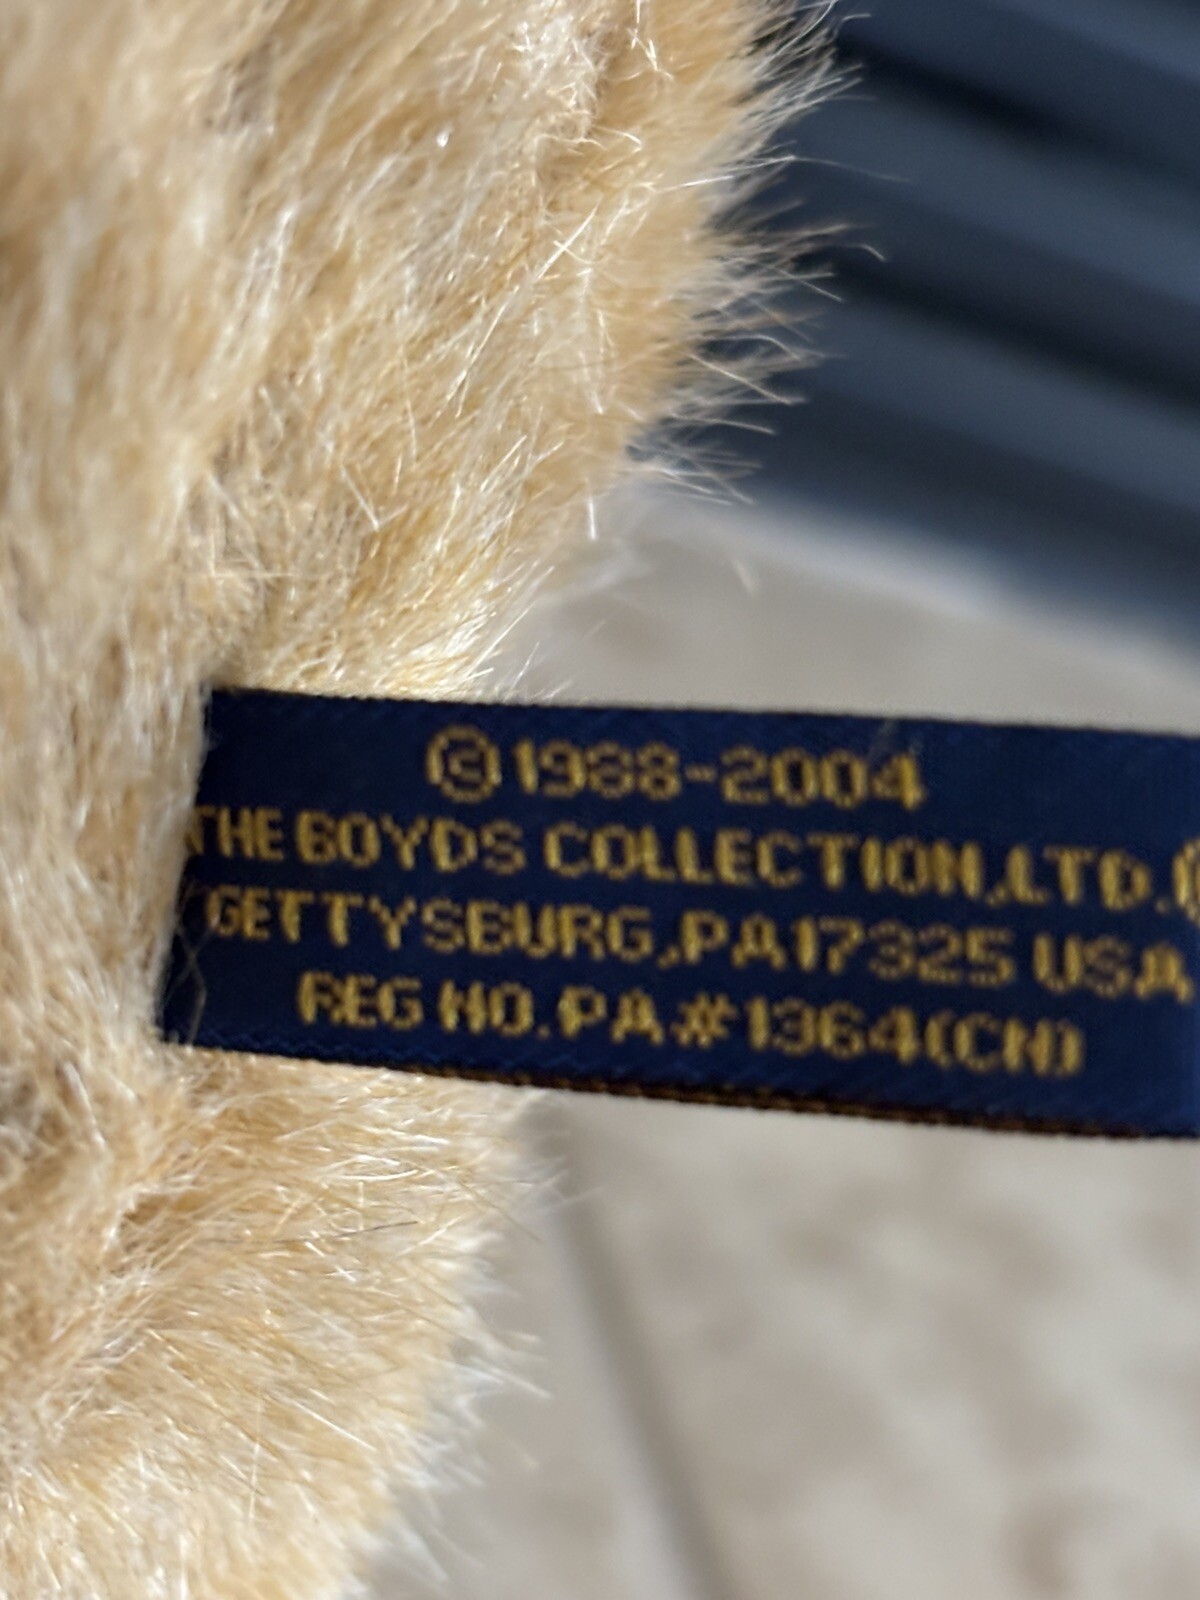 ©1988-2004
THE BOYDS COLLECTION,LTD.
GETTYSBURG,PA17325 USA
REG NO.PA#1364(CN)